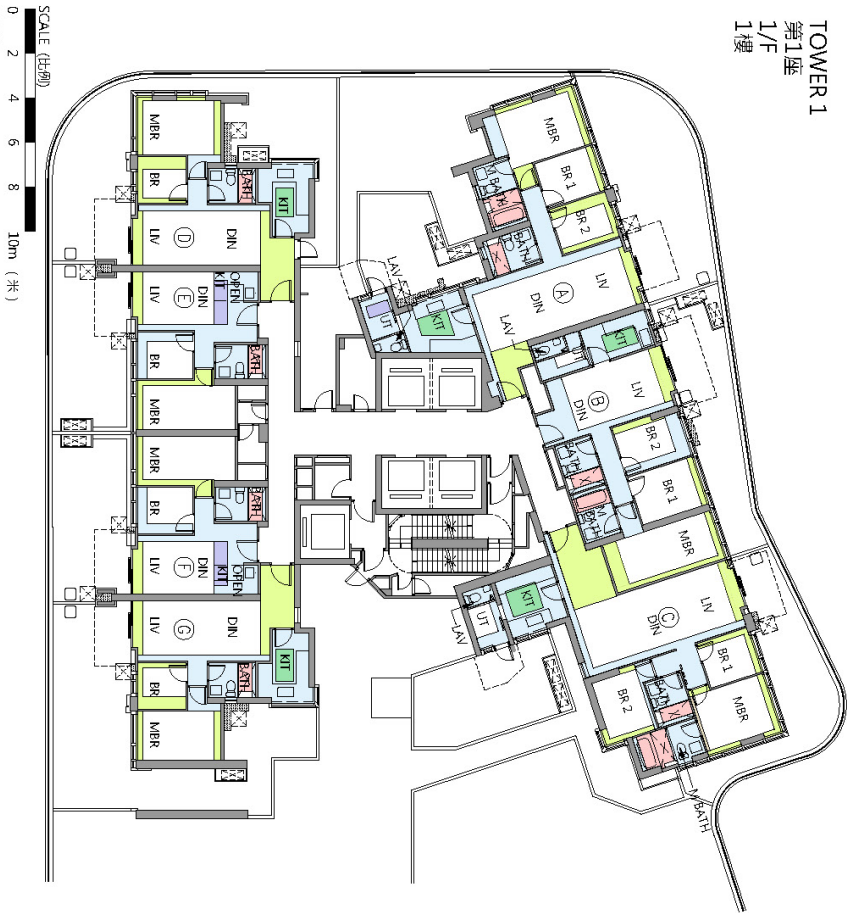 TOWER 1
第1座
1/F
1樓
SCALE (比例)
0 2 4 6 8 10m (米)
MBR
BR
BATH
KIT
LIV
D
DIN
LIV
E
DIN
OPEN
KIT
BR
BATH
MBR
MBR
BR
BATH
LIV
F
DIN
OPEN
KIT
LIV
G
DIN
KIT
BR
BATH
MBR
MBR
BR 1
M.BATH
BR 2
BATH
LIV
A
DIN
LAV
UT
KIT
LAV
KIT
LIV
B
DIN
BR 2
BATH
BR 1
M.BATH
MBR
LIV
C
DIN
KIT
UT
LAV
BR 1
BATH
BR 2
MBR
M.BATH